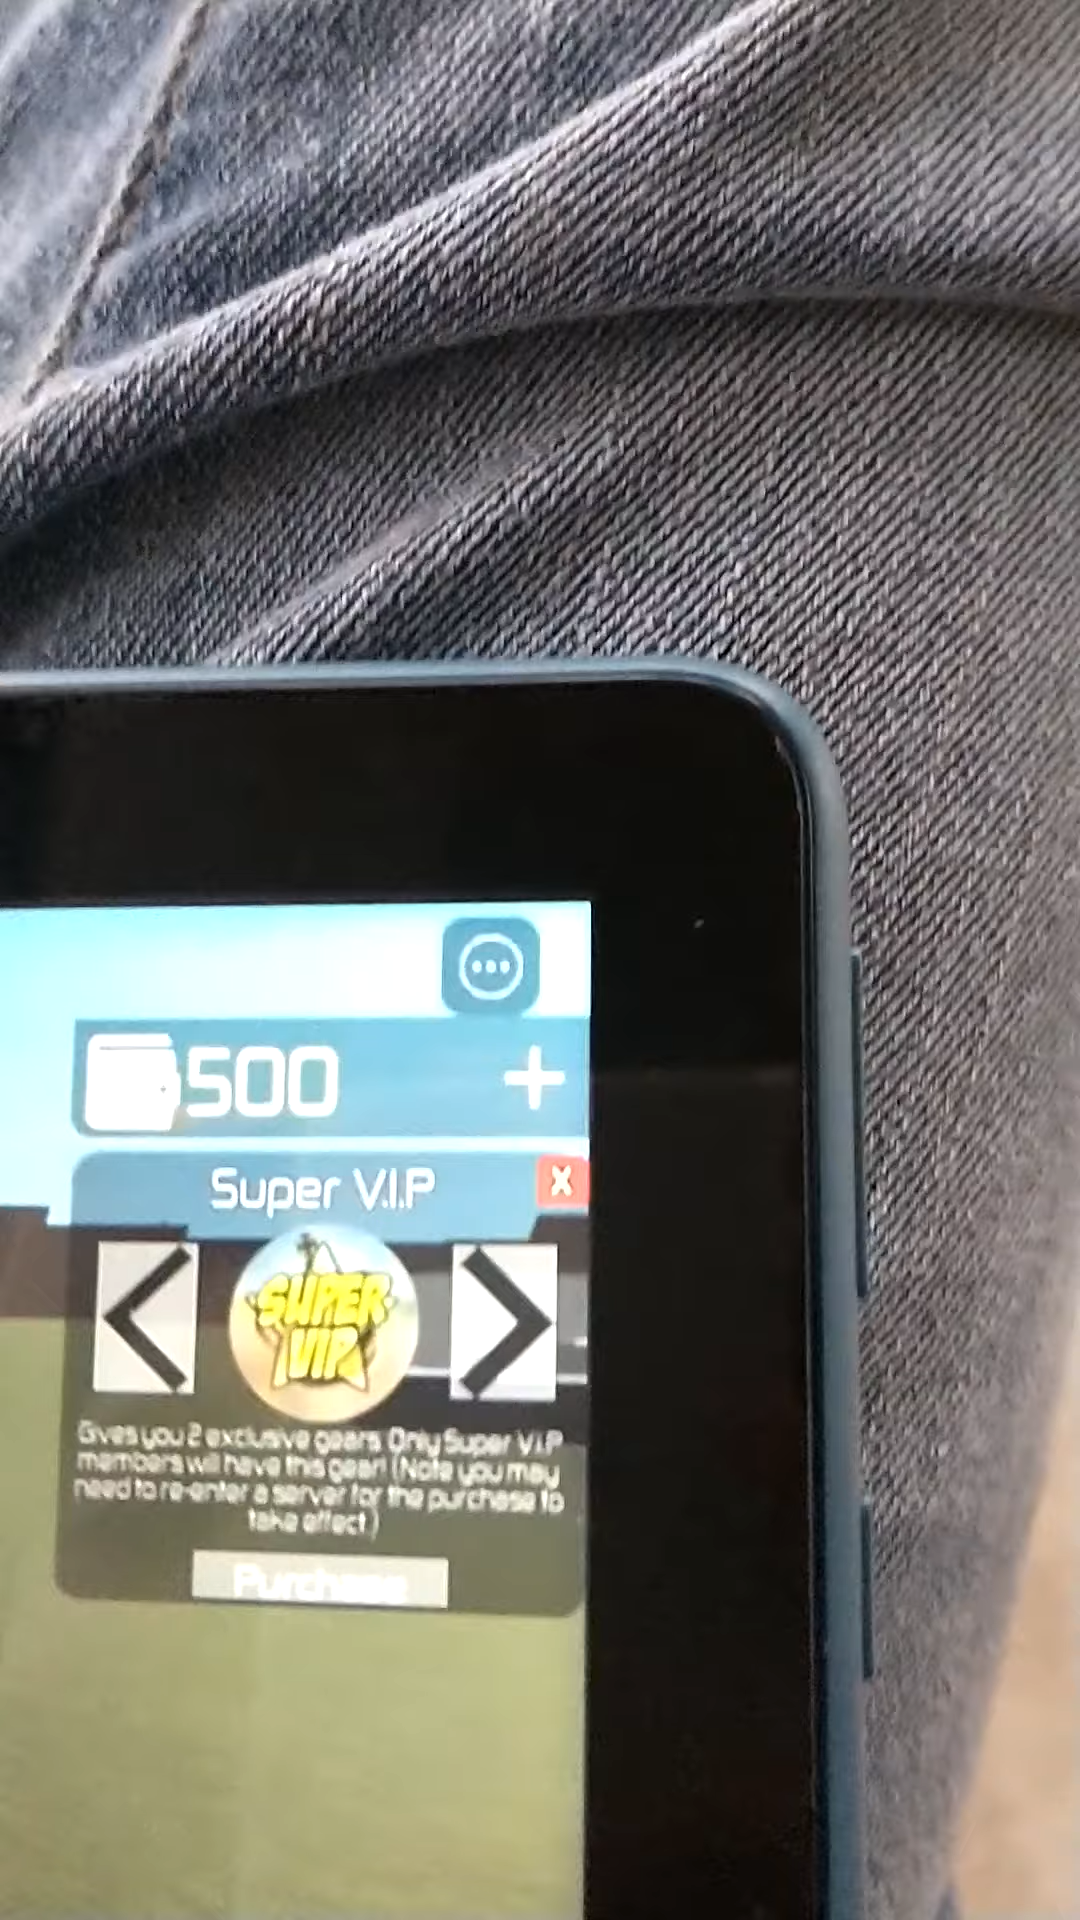 500 +
Super V.I.P
X
SUPER
VIP
Gives you 2 exclusive gears. Only Super V.I.P
members will have this gear! (Note you may
need to re-enter a server for the purchase to
take effect.)
Purchase